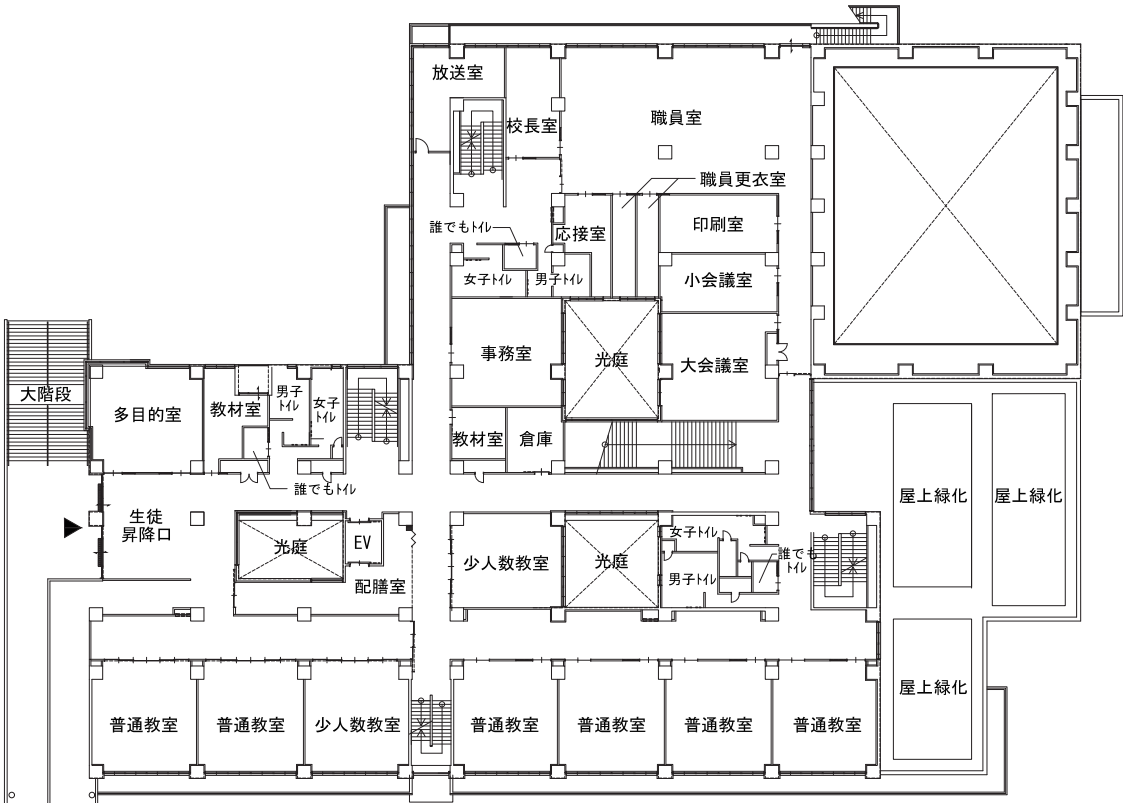 放送室
校長室
職員室
職員更衣室
誰でもトイレ
応接室
印刷室
女子トイレ
男子トイレ
小会議室
事務室
光庭
大会議室
大階段
多目的室
教材室
男子
トイレ
女子
トイレ
教材室
倉庫
誰でもトイレ
生徒
昇降口
光庭
EV
配膳室
少人数教室
光庭
女子トイレ
男子トイレ
誰でも
トイレ
屋上緑化
屋上緑化
屋上緑化
普通教室
普通教室
少人数教室
普通教室
普通教室
普通教室
普通教室